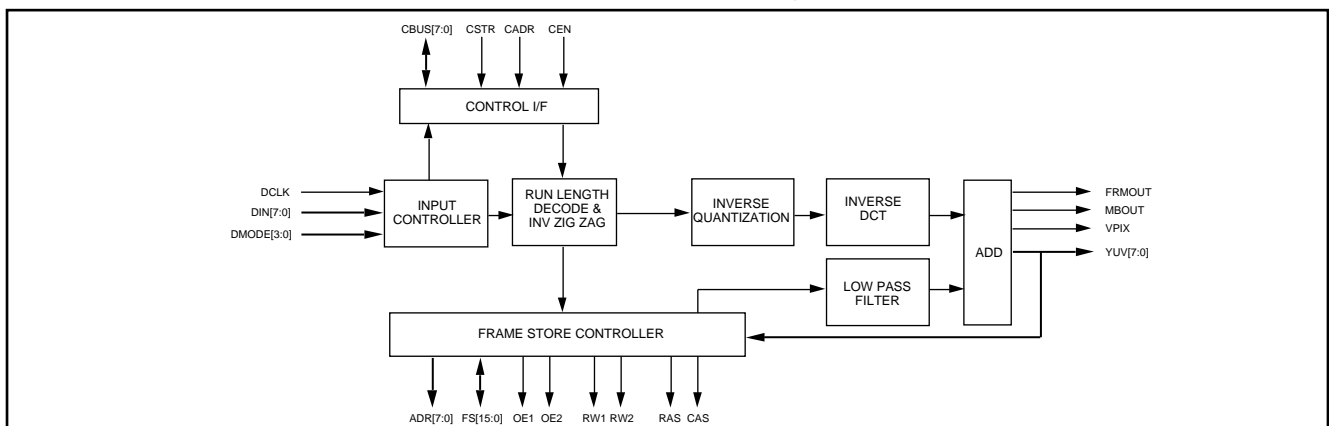 CBUS[7:0] CSTR CADR CEN
CONTROL I/F
DCLK
DIN[7:0]
DMODE[3:0]
INPUT
CONTROLLER
RUN LENGTH
DECODE &
INV ZIG ZAG
INVERSE
QUANTIZATION
INVERSE
DCT
ADD
FRMOUT
MBOUT
VPIX
YUV[7:0]
LOW PASS
FILTER
FRAME STORE CONTROLLER
ADR[7:0] FS[15:0] OE1 OE2 RW1 RW2 RAS CAS